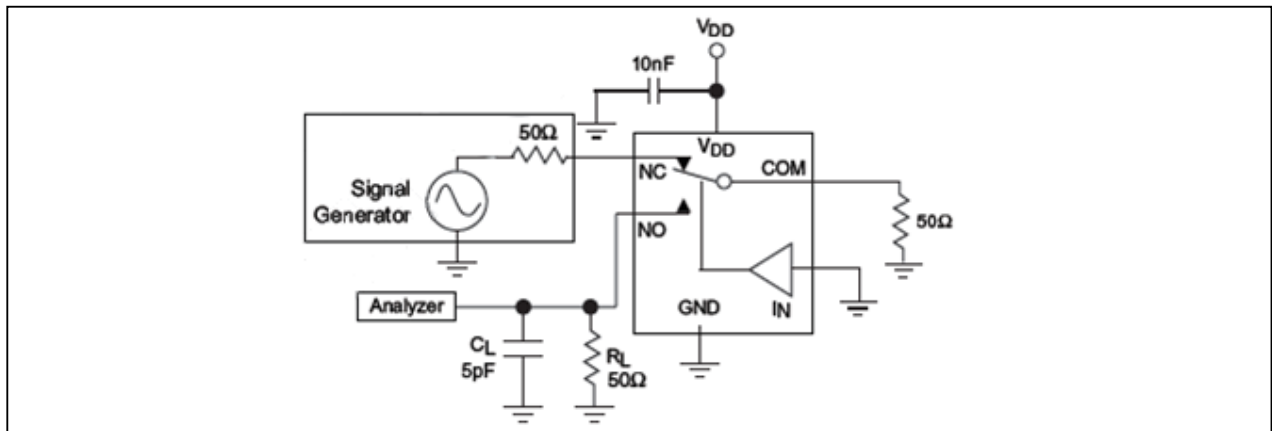 VDD
10nF
50Ω
VDD
NC
COM
Signal
Generator
NO
50Ω
Analyzer
GND
IN
CL
5pF
RL
50Ω